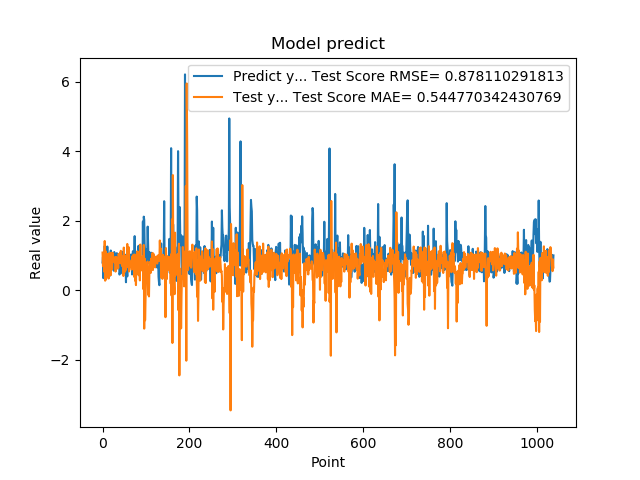 Model predict
Predict y... Test Score RMSE= 0.878110291813
Test y... Test Score MAE= 0.544770342430769
Real value
6
4
2
0
−2
0 200 400 600 800 1000
Point